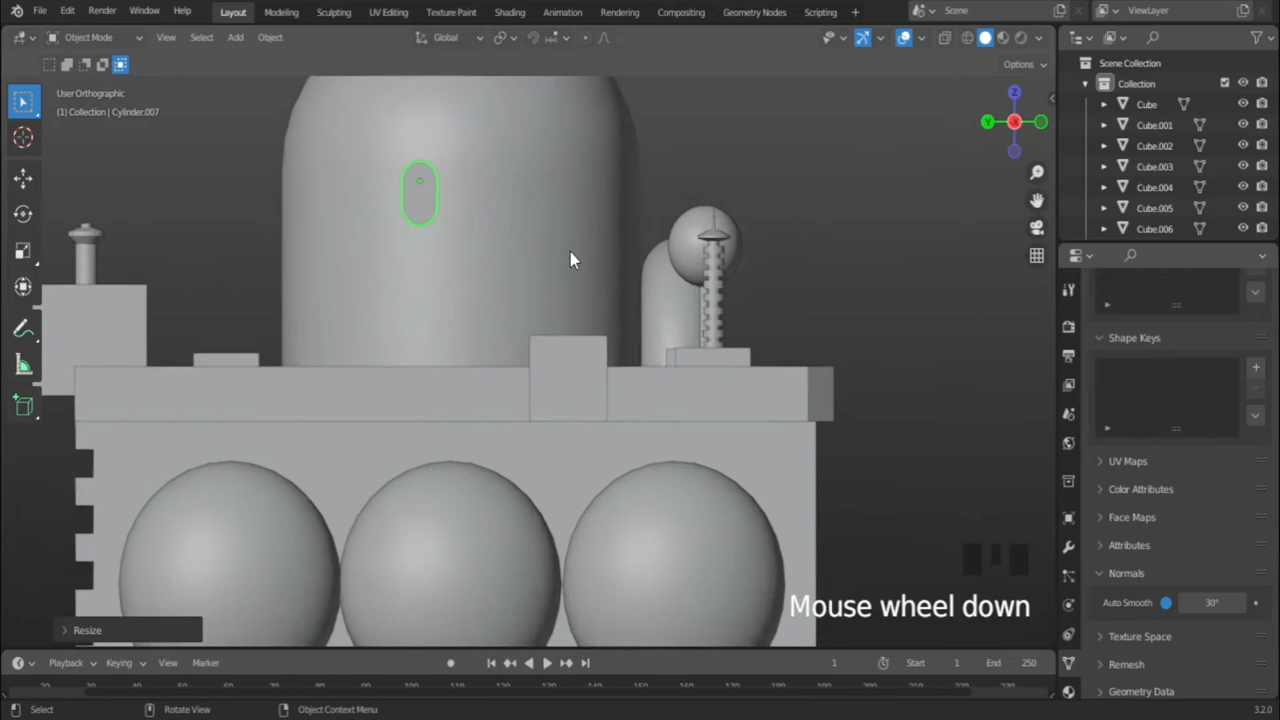 File Edit Render Window Help Layout Modeling Sculpting UV Editing Texture Paint Shading Animation Rendering Compositing Geometry Nodes Scripting + Scene ViewLayer
Object Mode View Select Add Object Global
Options
User Orthographic
(1) Collection | Cylinder.007
Z
Y
-X
Scene Collection
Collection
Cube
Cube.001
Cube.002
Cube.003
Cube.004
Cube.005
Cube.006
Shape Keys
UV Maps
Color Attributes
Face Maps
Attributes
Normals
Auto Smooth 30°
Texture Space
Remesh
Geometry Data
Mouse wheel down
Resize
Playback Keying View Marker 1 Start 1 End 250
Select Rotate View Object Context Menu 3.2.0